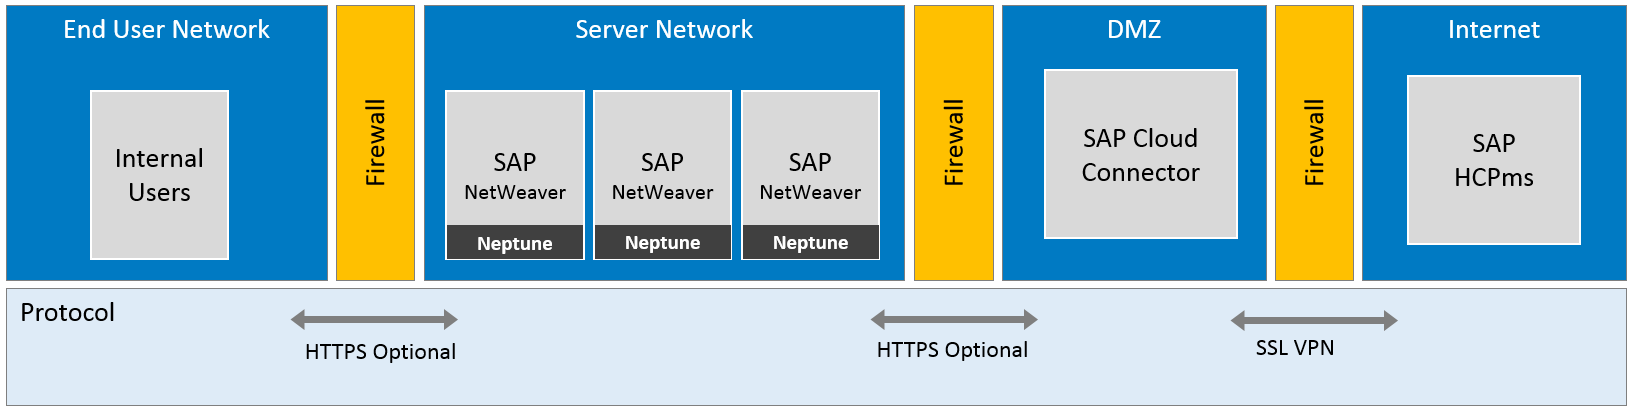 End User Network
Internal
Users
Firewall
Server Network
SAP
NetWeaver
Neptune
SAP
NetWeaver
Neptune
SAP
NetWeaver
Neptune
Firewall
DMZ
SAP Cloud
Connector
Firewall
Internet
SAP
HCPms
Protocol
HTTPS Optional
HTTPS Optional
SSL VPN